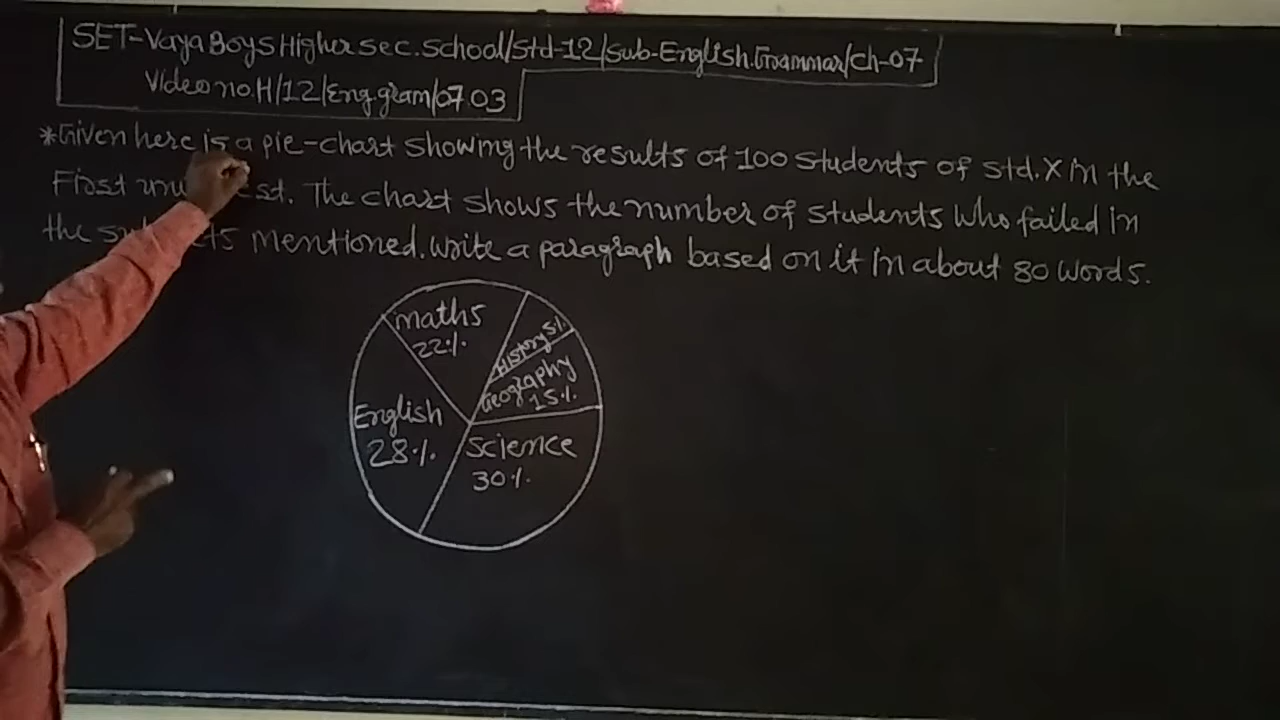 SET-Vaya Boys Higher Sec. School/Std-12/Sub-English.Grammar/ch-07
Video no. H/12/Eng.gram/07.03
*Given here is a pie-chart showing the results of 100 students of std. X in the
First est. The chart shows the number of students who failed in
the mentioned. Write a paragraph based on it in about 80 words.
maths
22%
History 5%
Geography
15%
English
28%
Science
30%